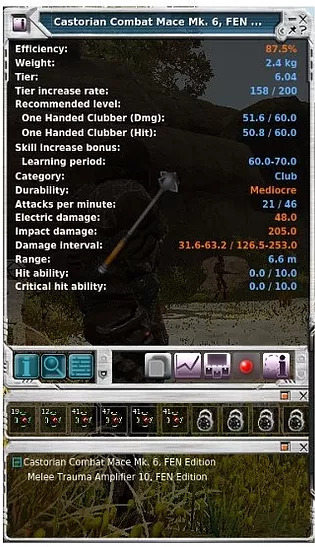 Castorian Combat Mace Mk. 6, FEN ...
Efficiency: 87.5%
Weight: 2.4 kg
Tier: 6.04
Tier increase rate: 158 / 200
Recommended level:
One Handed Clubber (Dmg): 51.6 / 60.0
One Handed Clubber (Hit): 50.8 / 60.0
Skill increase bonus:
Learning period: 60.0-70.0
Category: Club
Durability: Mediocre
Attacks per minute: 21 / 46
Electric damage: 48.0
Impact damage: 205.0
Damage interval: 31.6-63.2 / 126.5-253.0
Range: 6.6 m
Hit ability: 0.0 / 10.0
Critical hit ability: 0.0 / 10.0
Castorian Combat Mace Mk. 6, FEN Edition
Melee Trauma Amplifier 10, FEN Edition